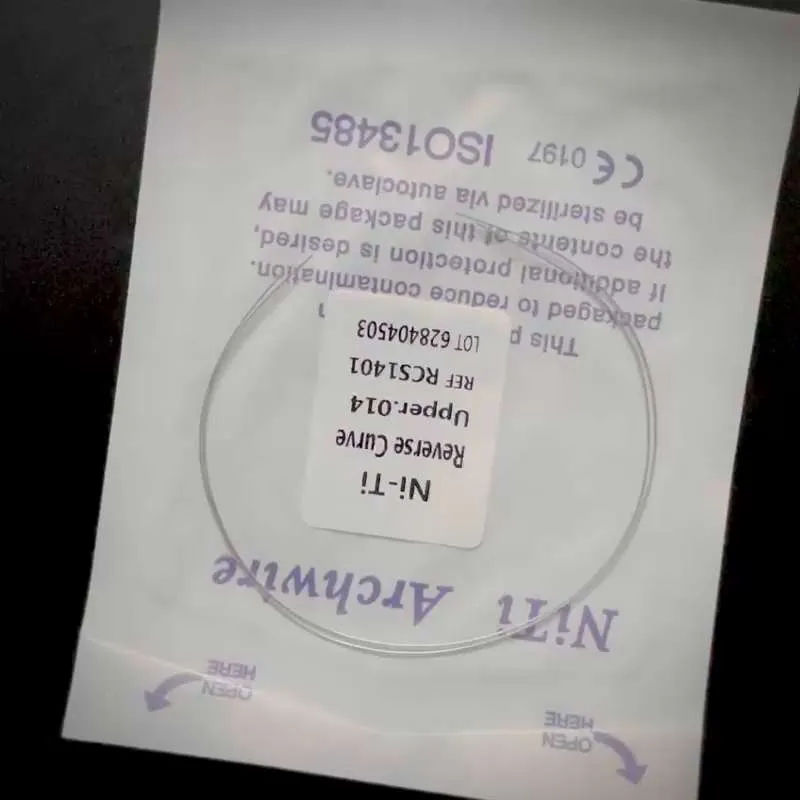 OPEN
HERE
OPEN
HERE
NiTi Archwire
Ni-Ti
Reverse Curve
Upper.014
REF RCS1401
LOT 628404503
This
packaged to reduce contamination.
If additional protection is desired,
the contents of this package may
be sterilized via autoclave.
CE 0197 ISO13485